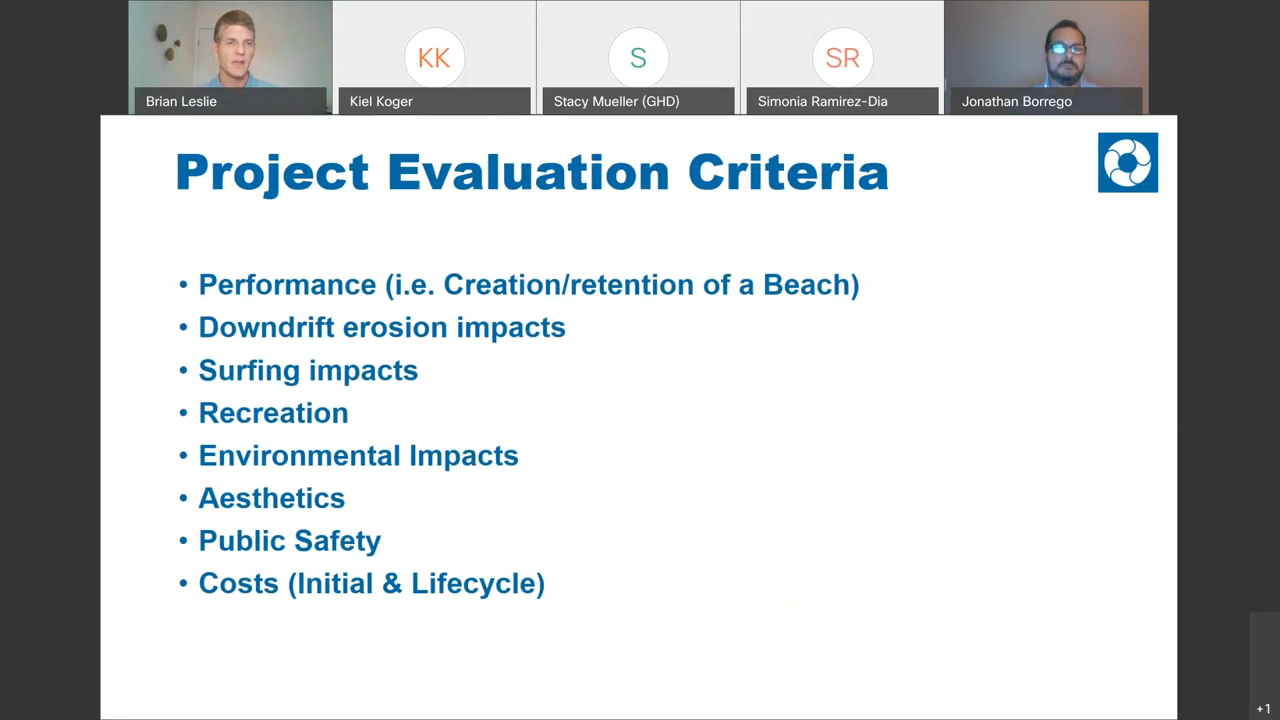 KK
S
SR
Brian Leslie
Kiel Koger
Stacy Mueller (GHD)
Simonia Ramirez-Dia
Jonathan Borrego
Project Evaluation Criteria
• Performance (i.e. Creation/retention of a Beach)
• Downdrift erosion impacts
• Surfing impacts
• Recreation
• Environmental Impacts
• Aesthetics
• Public Safety
• Costs (Initial & Lifecycle)
+1